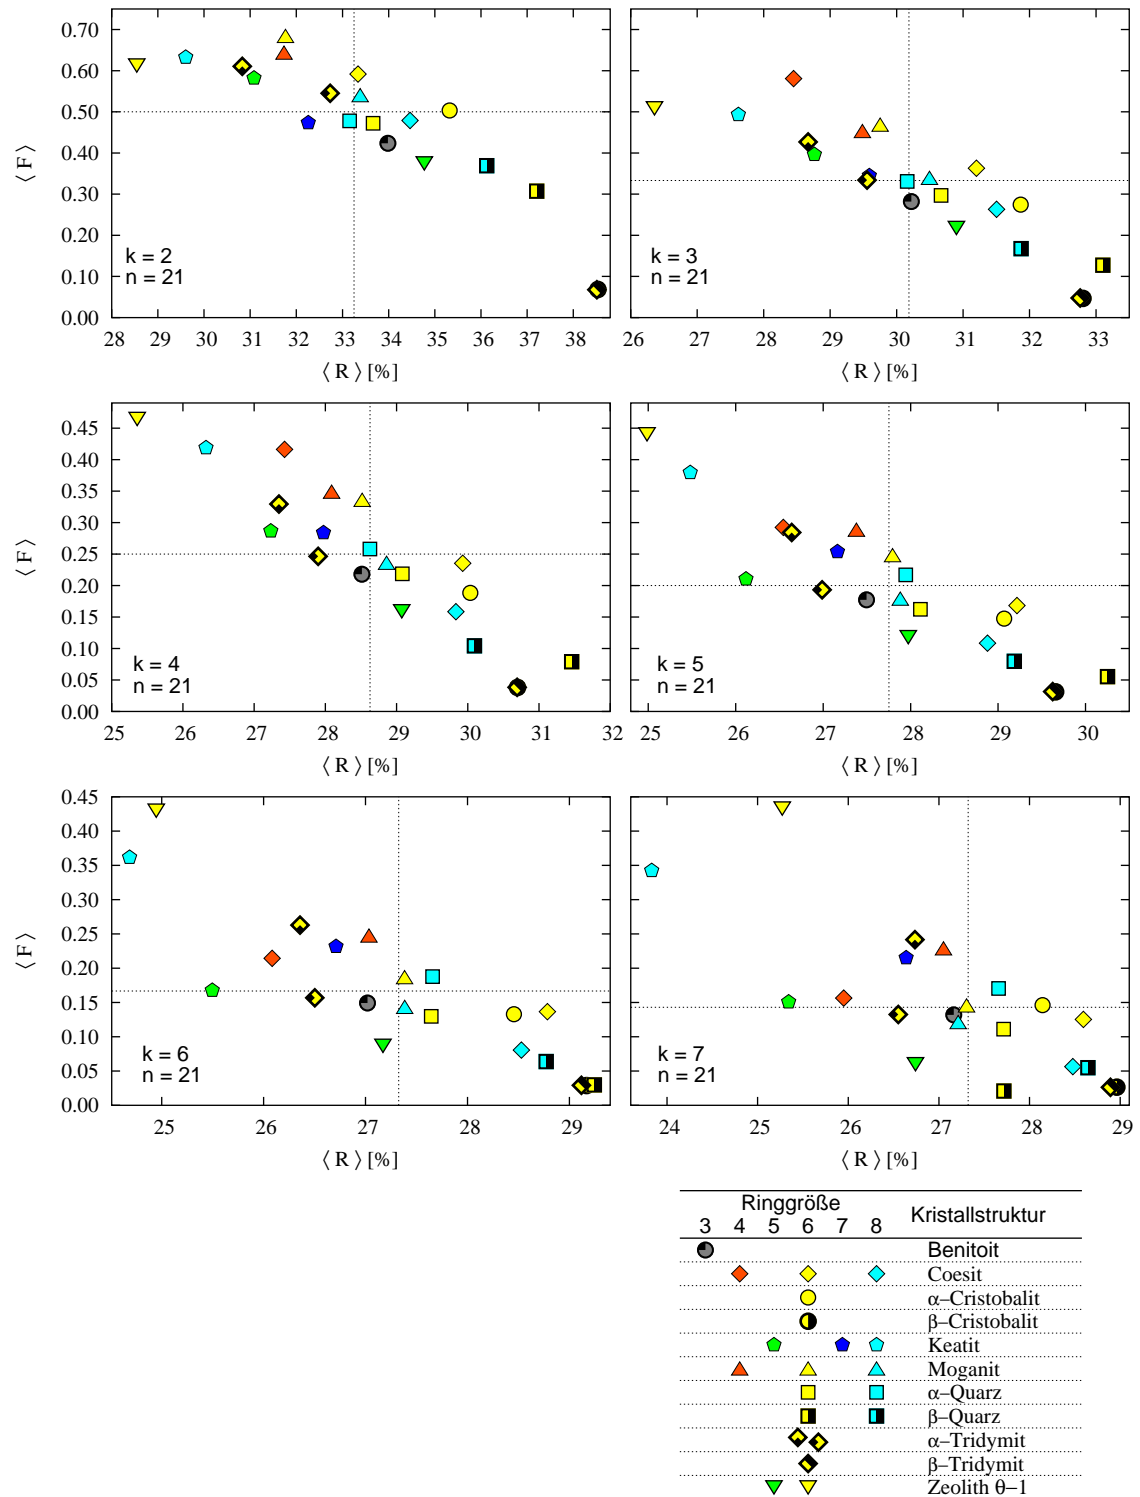 0.70
0.60
0.50
0.40
0.30
0.20
0.10
0.00
⟨ F ⟩
k = 2
n = 21
28 29 30 31 32 33 34 35 36 37 38
⟨ R ⟩ [%]
k = 3
n = 21
26 27 28 29 30 31 32 33
⟨ R ⟩ [%]
0.45
0.40
0.35
0.30
0.25
0.20
0.15
0.10
0.05
0.00
⟨ F ⟩
k = 4
n = 21
25 26 27 28 29 30 31 32
⟨ R ⟩ [%]
k = 5
n = 21
25 26 27 28 29 30
⟨ R ⟩ [%]
0.45
0.40
0.35
0.30
0.25
0.20
0.15
0.10
0.05
0.00
⟨ F ⟩
k = 6
n = 21
25 26 27 28 29
⟨ R ⟩ [%]
k = 7
n = 21
24 25 26 27 28 29
⟨ R ⟩ [%]
Ringgröße
3 4 5 6 7 8 Kristallstruktur
Benitoit
Coesit
α–Cristobalit
β–Cristobalit
Keatit
Moganit
α–Quarz
β–Quarz
α–Tridymit
β–Tridymit
Zeolith θ–1